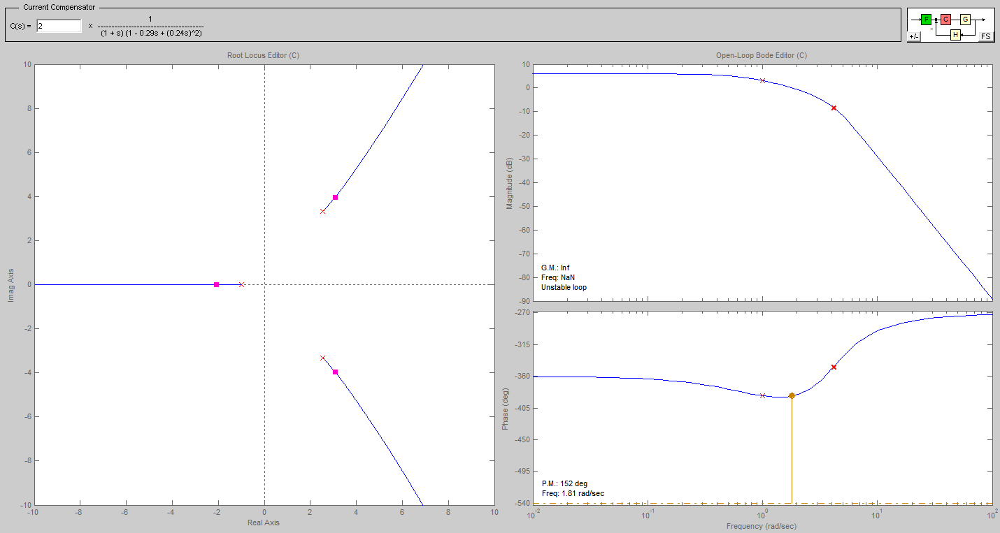 Current Compensator
C(s) = 2 x 1
(1 + s) (1 - 0.29s + (0.24s)^2)
F C G
H
+/- FS
Root Locus Editor (C)
10
8
6
4
2
0
-2
-4
-6
-8
-10
Imag Axis
-10 -8 -6 -4 -2 0 2 4 6 8 10
Real Axis
Open-Loop Bode Editor (C)
10
0
-10
-20
-30
-40
-50
-60
-70
-80
-90
Magnitude (dB)
G.M.: Inf
Freq: NaN
Unstable loop
-270
-315
-360
-405
-450
-495
-540
Phase (deg)
P.M.: 152 deg
Freq: 1.81 rad/sec
10^-2 10^-1 10^0 10^1 10^2
Frequency (rad/sec)